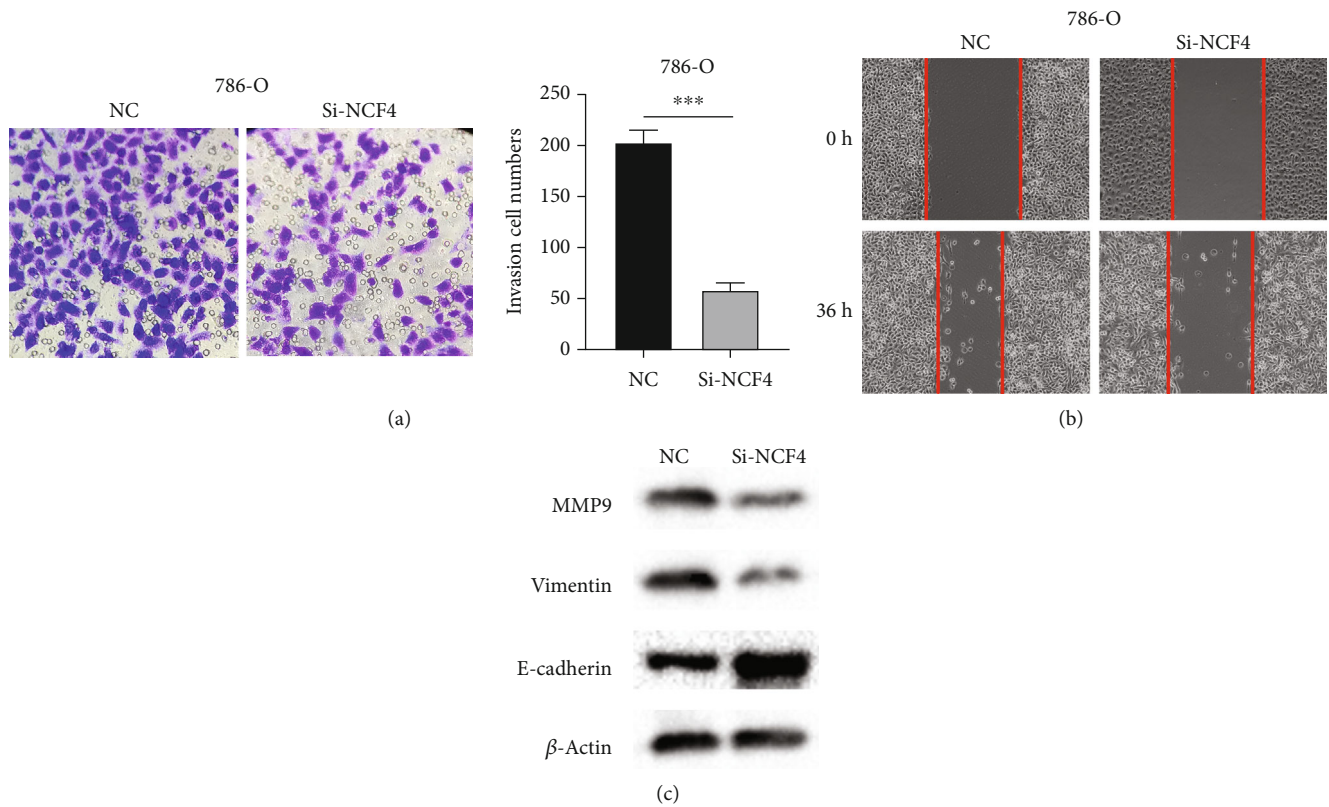 786-O
NC Si-NCF4
786-O
Invasion cell numbers
250
200
150
100
50
0
***
NC Si-NCF4
(a)
786-O
NC Si-NCF4
0 h
36 h
(b)
NC Si-NCF4
MMP9
Vimentin
E-cadherin
β-Actin
(c)